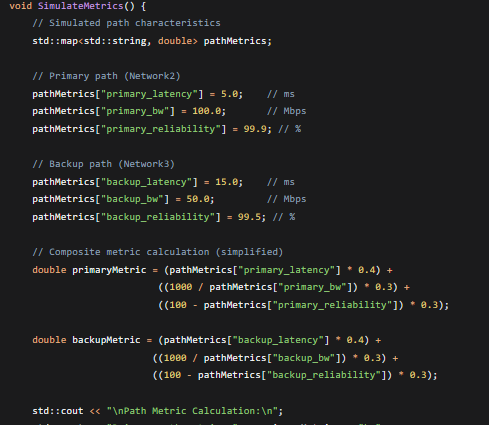 void SimulateMetrics() {
// Simulated path characteristics
std::map<std::string, double> pathMetrics;
// Primary path (Network2)
pathMetrics["primary_latency"] = 5.0; // ms
pathMetrics["primary_bw"] = 100.0; // Mbps
pathMetrics["primary_reliability"] = 99.9; // %
// Backup path (Network3)
pathMetrics["backup_latency"] = 15.0; // ms
pathMetrics["backup_bw"] = 50.0; // Mbps
pathMetrics["backup_reliability"] = 99.5; // %
// Composite metric calculation (simplified)
double primaryMetric = (pathMetrics["primary_latency"] * 0.4) +
((1000 / pathMetrics["primary_bw"]) * 0.3) +
((100 - pathMetrics["primary_reliability"]) * 0.3);
double backupMetric = (pathMetrics["backup_latency"] * 0.4) +
((1000 / pathMetrics["backup_bw"]) * 0.3) +
((100 - pathMetrics["backup_reliability"]) * 0.3);
std::cout << "\nPath Metric Calculation:\n";